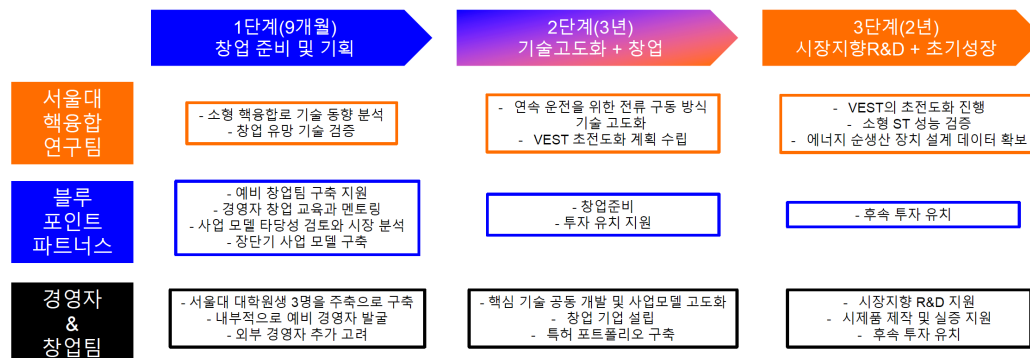 1단계(9개월)
창업 준비 및 기획
2단계(3년)
기술고도화 + 창업
3단계(2년)
시장지향R&D + 초기성장
서울대
핵융합
연구팀
- 소형 핵융합로 기술 동향 분석
- 창업 유망 기술 검증
- 연속 운전을 위한 전류 구동 방식
기술 고도화
- VEST 초전도화 계획 수립
- VEST의 초전도화 진행
- 소형 ST 성능 검증
- 에너지 순생산 장치 설계 데이터 확보
블루
포인트
파트너스
- 예비 창업팀 구축 지원
- 경영자 창업 교육과 멘토링
- 사업 모델 타당성 검토와 시장 분석
- 장단기 사업 모델 구축
- 창업준비
- 투자 유치 지원
- 후속 투자 유치
경영자
&
창업팀
- 서울대 대학원생 3명을 주축으로 구축
- 내부적으로 예비 경영자 발굴
- 외부 경영자 추가 고려
- 핵심 기술 공동 개발 및 사업모델 고도화
- 창업 기업 설립
- 특허 포트폴리오 구축
- 시장지향 R&D 지원
- 시제품 제작 및 실증 지원
- 후속 투자 유치